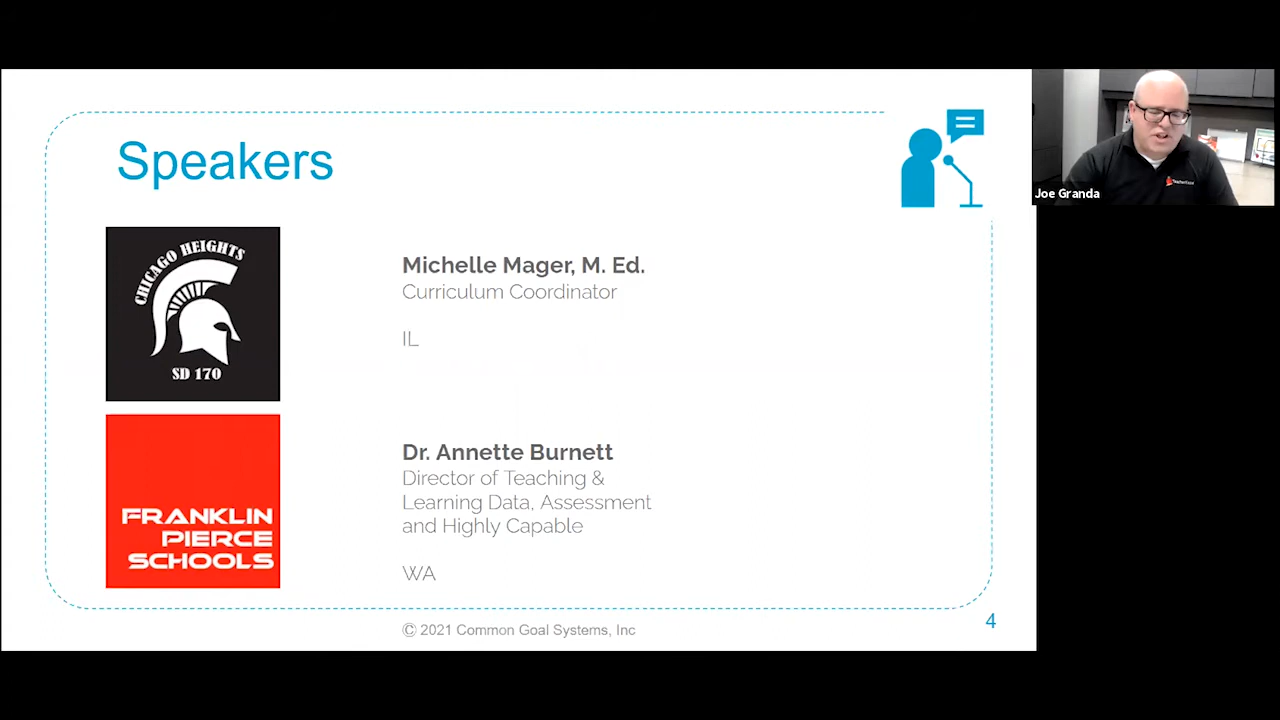 Speakers
CHICAGO HEIGHTS
SD 170
Michelle Mager, M. Ed.
Curriculum Coordinator
IL
FRANKLIN
PIERCE
SCHOOLS
Dr. Annette Burnett
Director of Teaching &
Learning Data, Assessment
and Highly Capable
WA
© 2021 Common Goal Systems, Inc
4
Joe Granda